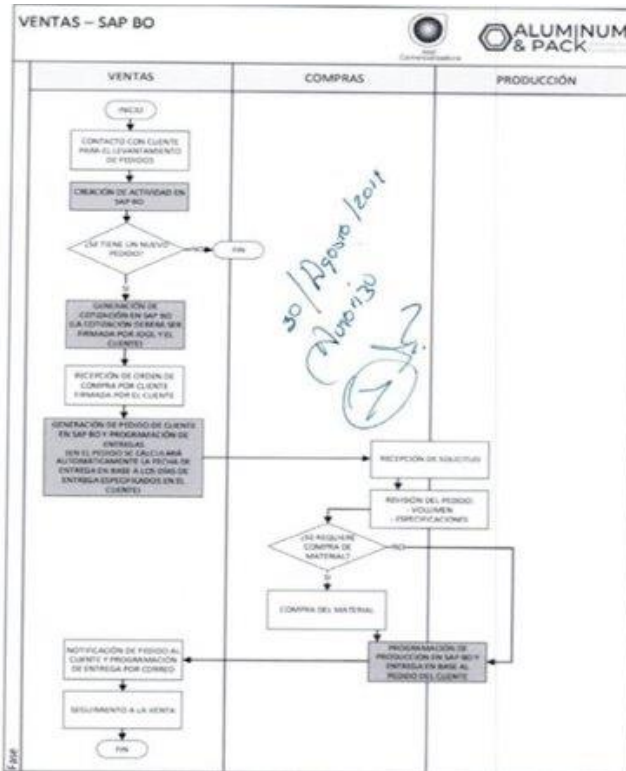 VENTAS – SAP BO
ALUMINUM
& PACK
VENTAS
COMPRAS
PRODUCCIÓN
INICIO
CONTACTO CON CLIENTE
PARA EL LEVANTAMIENTO
DE PEDIDOS
CREACIÓN DE ACTIVIDAD EN
SAP BO
¿SE TIENE UN NUEVO
PEDIDO?
NO
FIN
SI
GENERACIÓN DE
COTIZACIÓN EN SAP BO
(LA COTIZACIÓN DEBERÁ SER
FIRMADA POR JOGL Y EL
CLIENTE)
RECEPCIÓN DE ORDEN DE
COMPRA POR CLIENTE
FIRMADA POR EL CLIENTE
GENERACIÓN DE PEDIDO DE CLIENTE
EN SAP BO Y PROGRAMACIÓN DE
ENTREGAS
(EN EL PEDIDO SE CALCULARÁ
AUTOMÁTICAMENTE LA FECHA DE
ENTREGA EN BASE A LOS DÍAS DE
ENTREGA ESPECIFICADOS EN EL
CLIENTE)
30/Agosto/2018
Autorizo
RECEPCIÓN DE SOLICITUD
REVISIÓN DEL PEDIDO:
- VOLUMEN
- ESPECIFICACIONES
¿SE REQUIERE
COMPRA DE
MATERIAL?
NO
SI
COMPRA DEL MATERIAL
PROGRAMACIÓN DE
PRODUCCIÓN EN SAP BO Y
ENTREGA EN BASE AL
PEDIDO DEL CLIENTE
NOTIFICACIÓN DE PEDIDO AL
CLIENTE Y PROGRAMACIÓN
DE ENTREGA POR CORREO
SEGUIMIENTO A LA VENTA
FIN
Fase